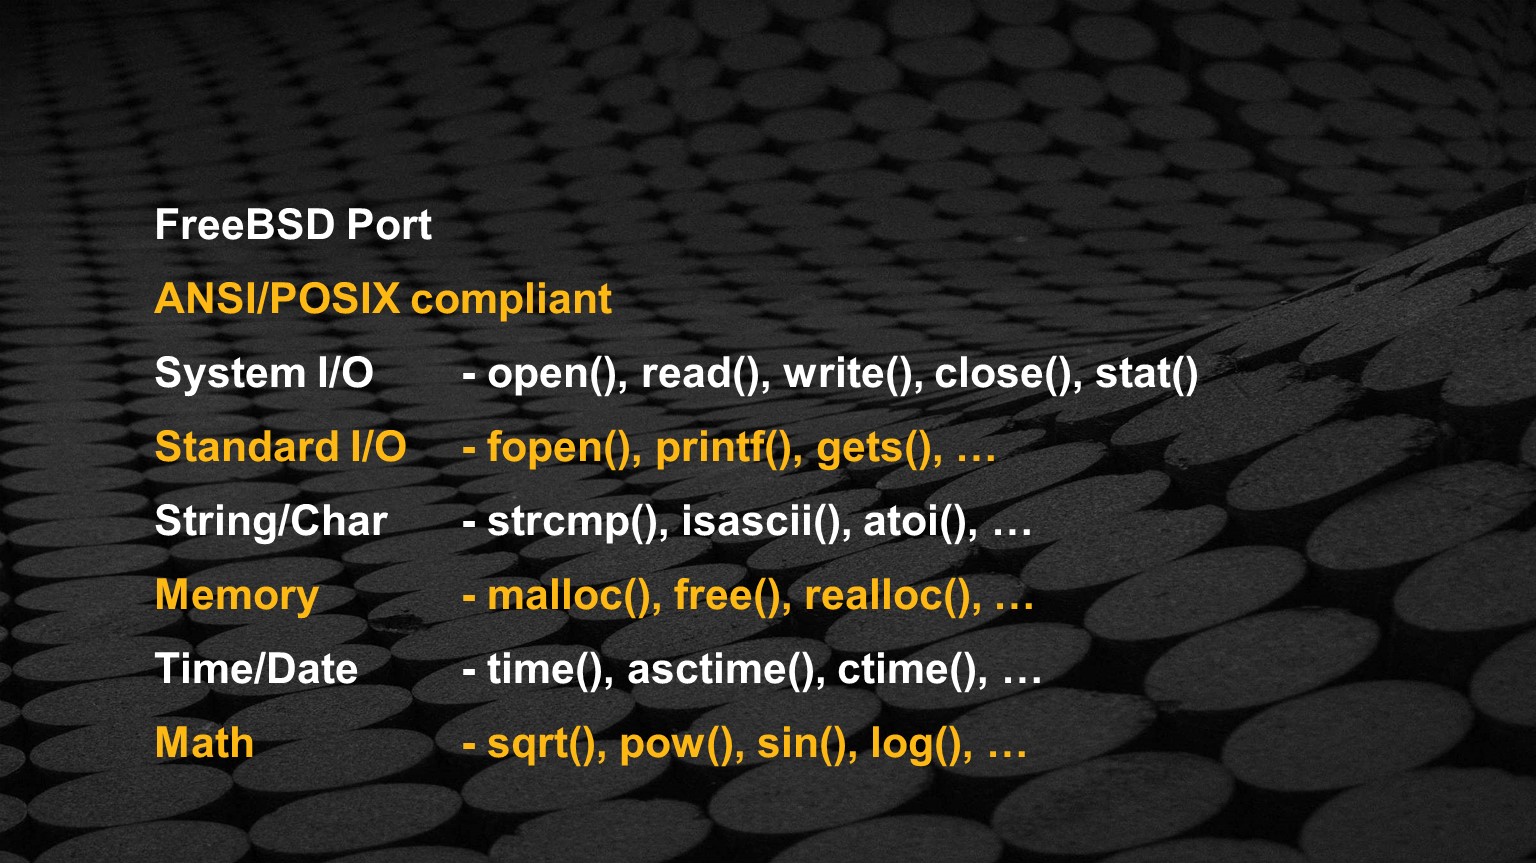 FreeBSD Port
ANSI/POSIX compliant
System I/O - open(), read(), write(), close(), stat()
Standard I/O - fopen(), printf(), gets(), …
String/Char - strcmp(), isascii(), atoi(), …
Memory - malloc(), free(), realloc(), …
Time/Date - time(), asctime(), ctime(), …
Math - sqrt(), pow(), sin(), log(), …